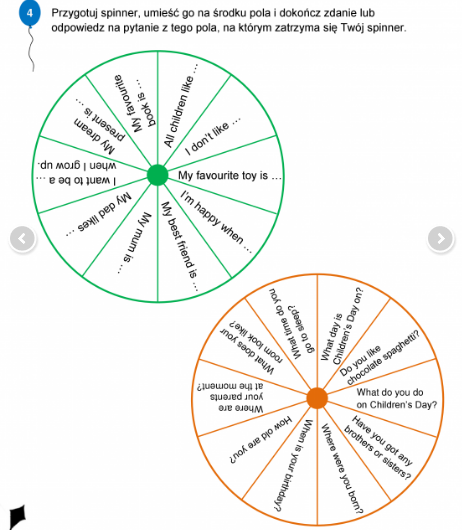 4
Przygotuj spinner, umieść go na środku pola i dokończ zdanie lub
odpowiedz na pytanie z tego pola, na którym zatrzyma się Twój spinner.
All children like ...
I don't like ...
My favourite toy is ...
I'm happy when ...
My best friend is ...
My mum is ...
My dad likes ...
I want to be a ...
when I grow up.
My dream
present is ...
My favourite
book is ...
What day is
Children's Day on?
Do you like
chocolate spaghetti?
What do you do
on Children's Day?
Have you got any
brothers or sisters?
Where were you born?
When is your birthday?
How old are you?
Where are
your parents
at the moment?
What does your
room look like?
What time do you
go to sleep?